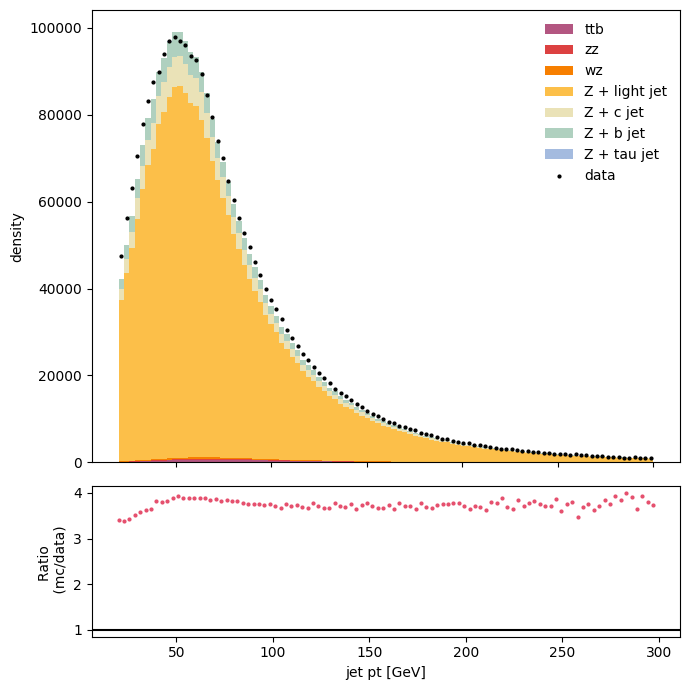 100000
80000
60000
40000
20000
0
density
ttb
zz
wz
Z + light jet
Z + c jet
Z + b jet
Z + tau jet
data
4
3
2
1
Ratio
(mc/data)
50
100
150
200
250
300
jet pt [GeV]